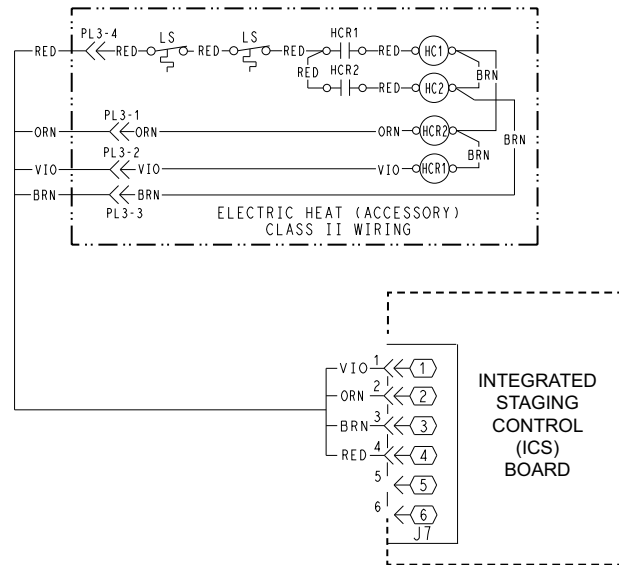 PL3-4 LS LS HCR1
RED RED RED RED RED HC1
BRN
RED HCR2 RED HC2
PL3-1
ORN ORN ORN HCR2 BRN
BRN
PL3-2
VIO VIO VIO HCR1
BRN BRN
PL3-3
ELECTRIC HEAT (ACCESSORY)
CLASS II WIRING
VIO 1 1
ORN 2 2
BRN 3 3
RED 4 4
5 5
6 6
J7
INTEGRATED
STAGING
CONTROL
(ICS)
BOARD